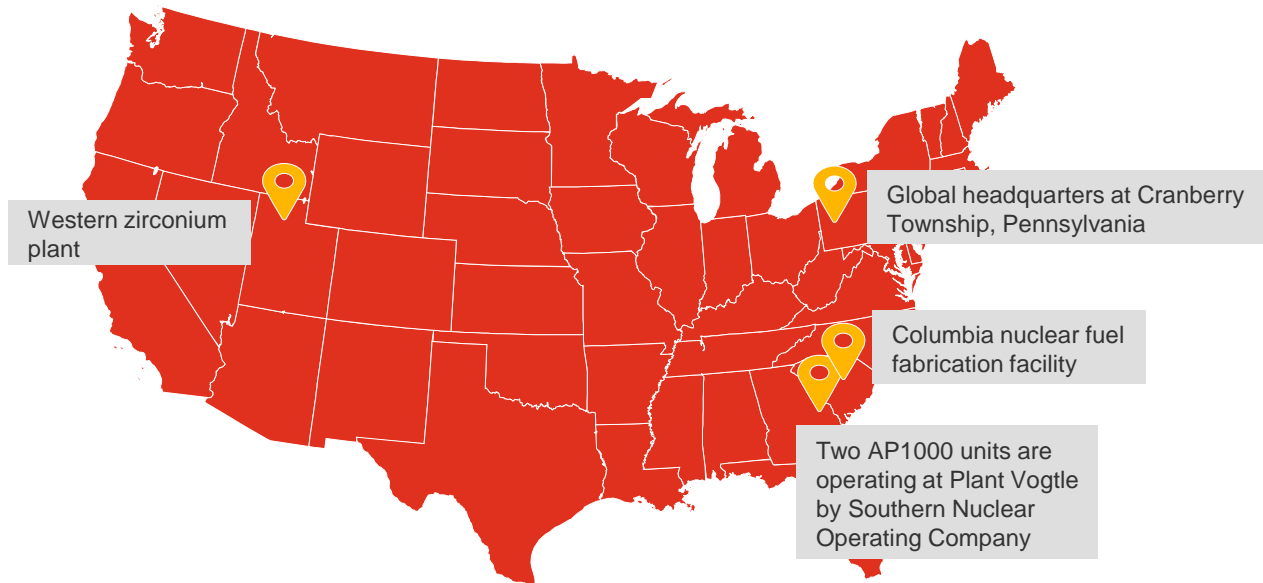 Western zirconium
plant
Global headquarters at Cranberry
Township, Pennsylvania
Columbia nuclear fuel
fabrication facility
Two AP1000 units are
operating at Plant Vogtle
by Southern Nuclear
Operating Company